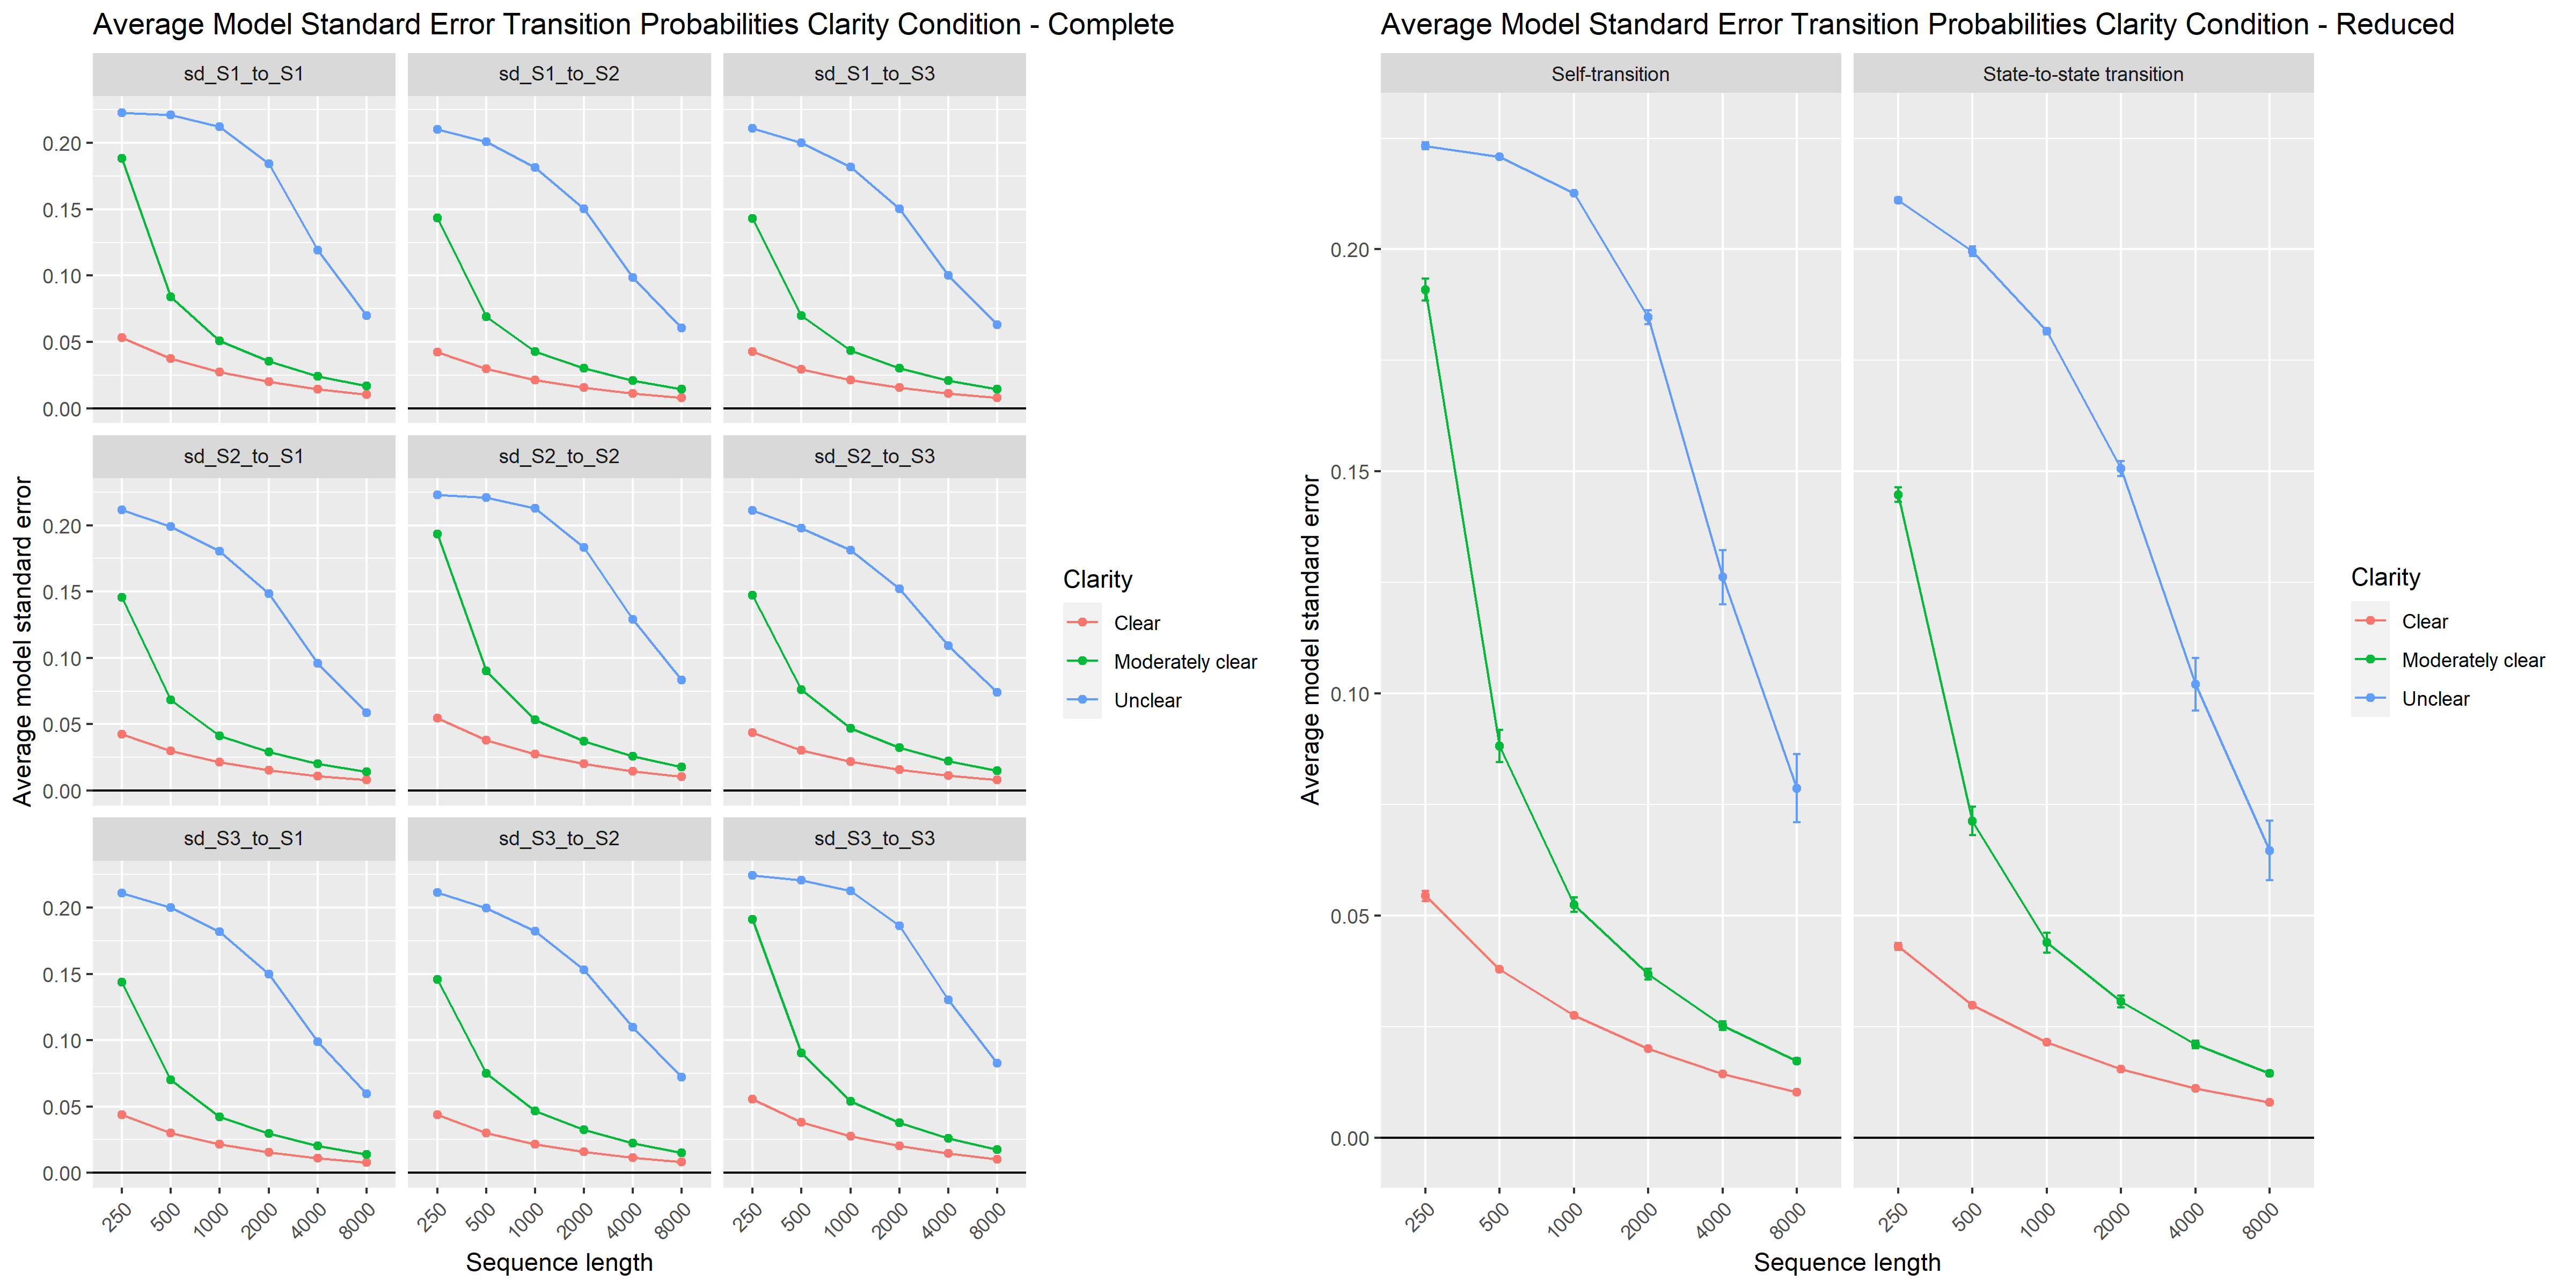 Average Model Standard Error Transition Probabilities Clarity Condition - Complete
sd_S1_to_S1
sd_S1_to_S2
sd_S1_to_S3
0.20
0.15
0.10
0.05
0.00
sd_S2_to_S1
sd_S2_to_S2
sd_S2_to_S3
0.20
0.15
0.10
0.05
0.00
sd_S3_to_S1
sd_S3_to_S2
sd_S3_to_S3
0.20
0.15
0.10
0.05
0.00
250 500 1000 2000 4000 8000
250 500 1000 2000 4000 8000
250 500 1000 2000 4000 8000
Sequence length
Average model standard error
Clarity
Clear
Moderately clear
Unclear
Average Model Standard Error Transition Probabilities Clarity Condition - Reduced
Self-transition
State-to-state transition
0.20
0.15
0.10
0.05
0.00
250 500 1000 2000 4000 8000
250 500 1000 2000 4000 8000
Sequence length
Average model standard error
Clarity
Clear
Moderately clear
Unclear